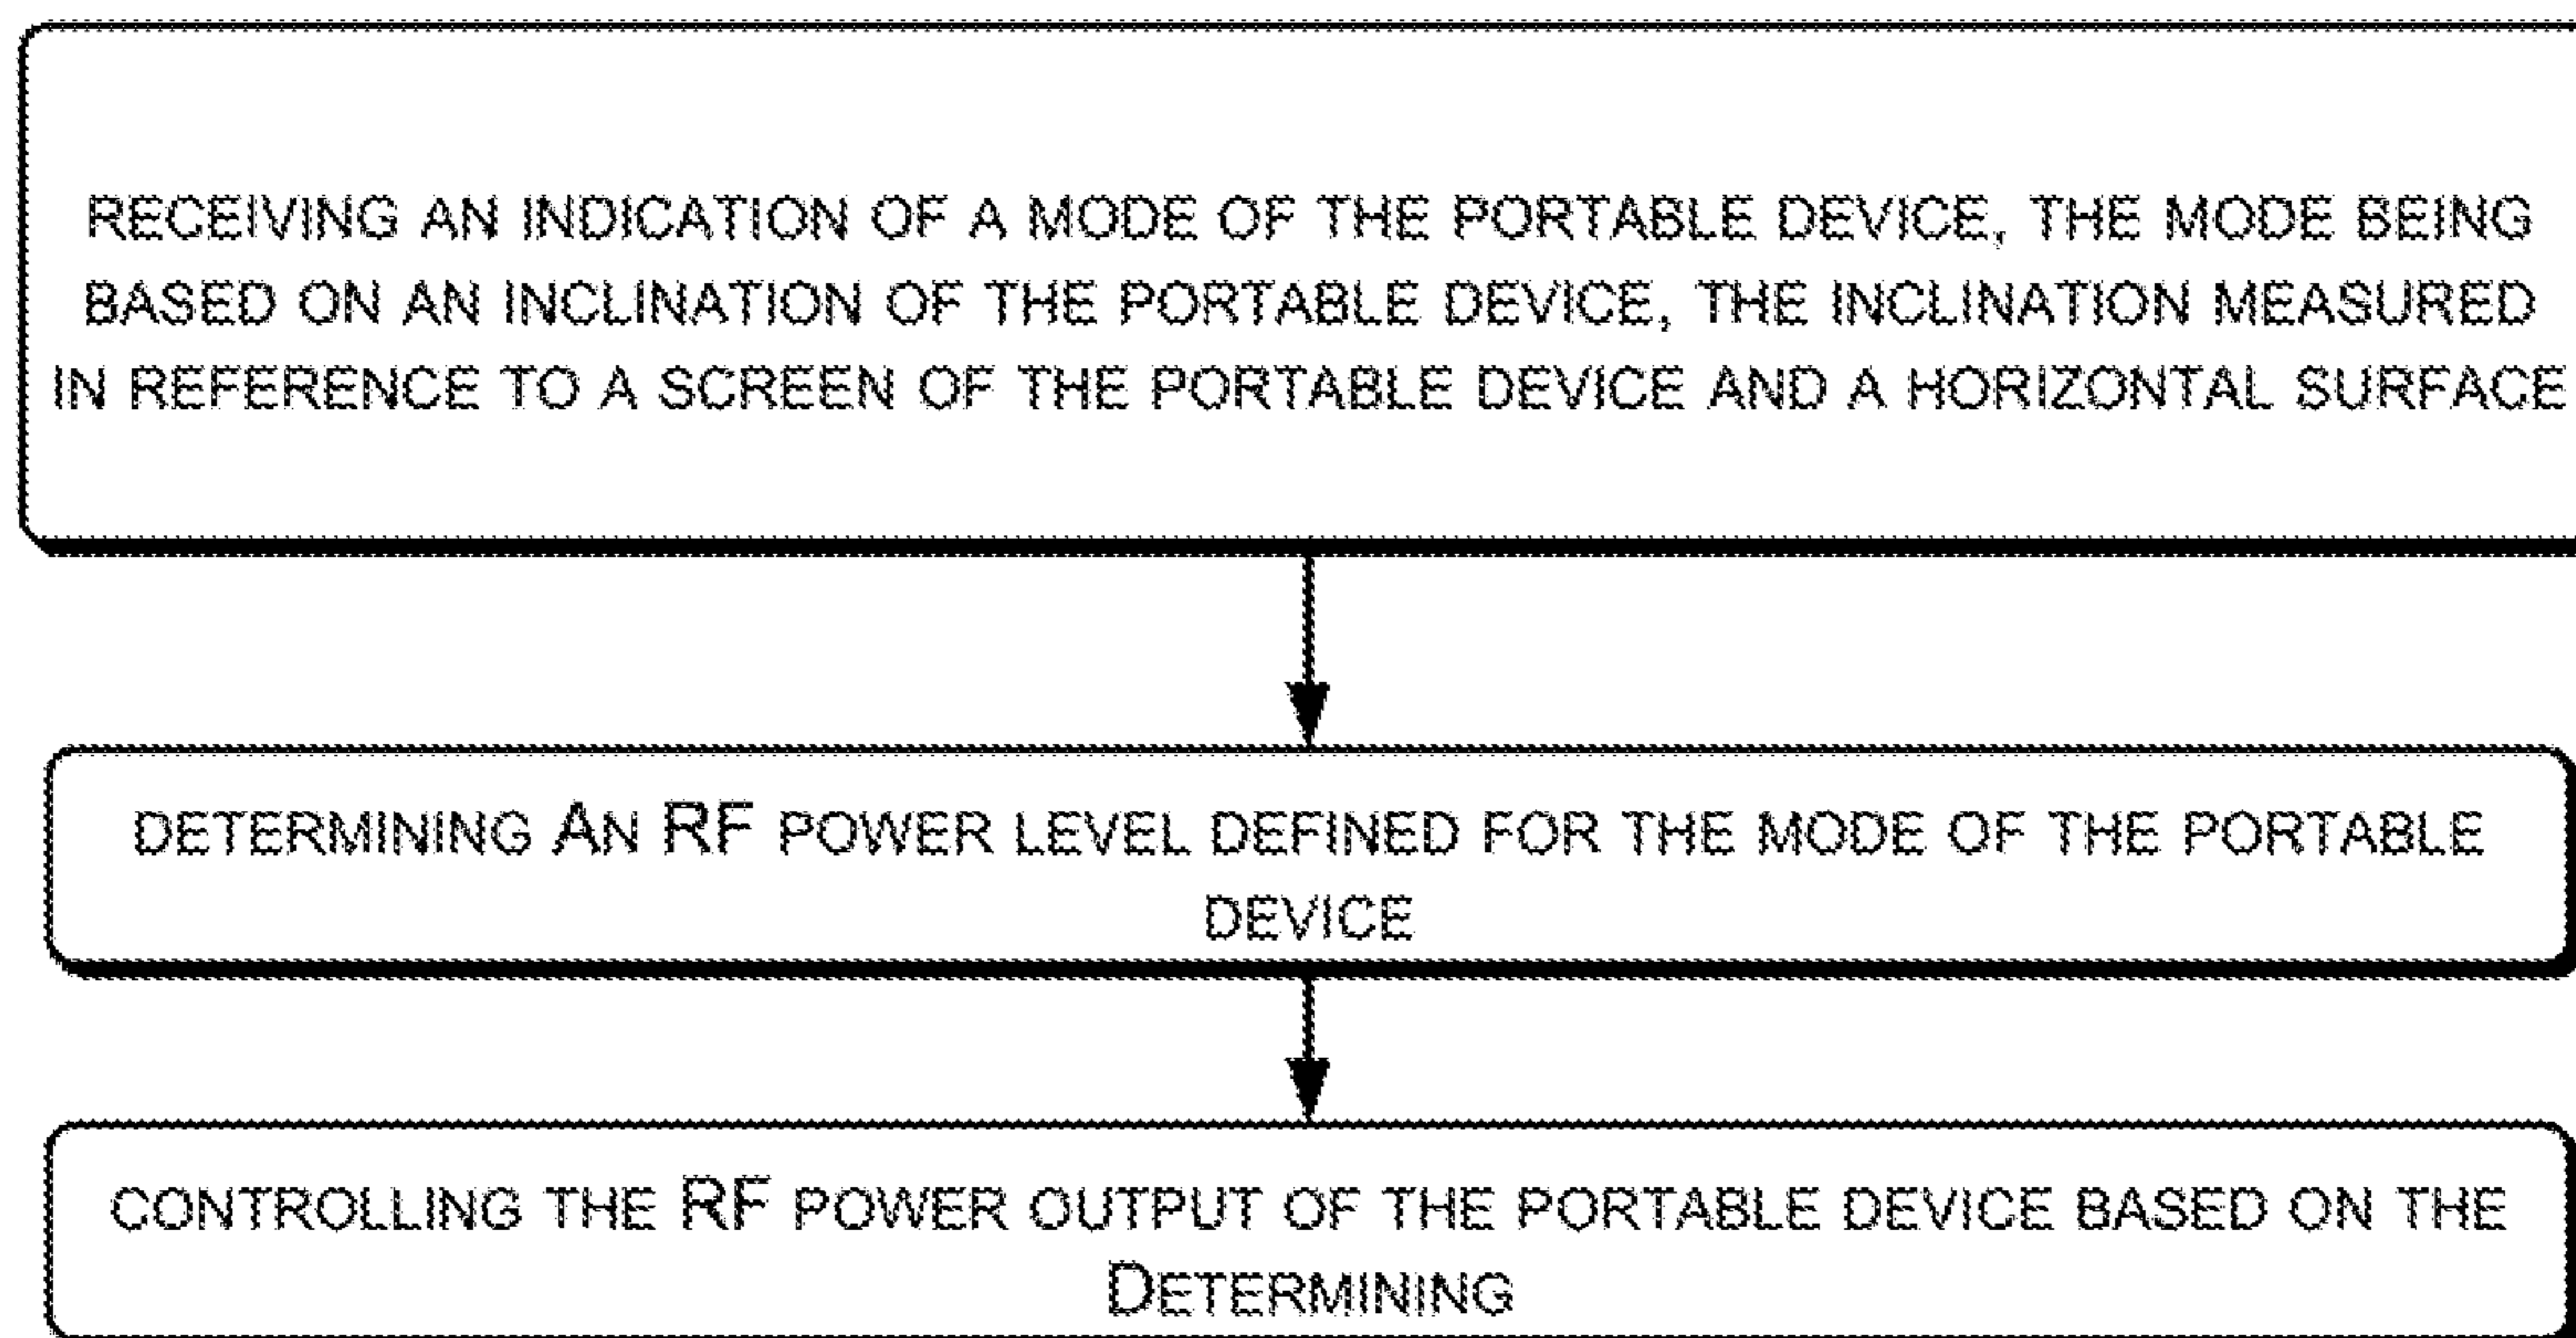 RECEIVING AN INDICATION OF A MODE OF THE PORTABLE DEVICE, THE MODE BEING
BASED ON AN INCLINATION OF THE PORTABLE DEVICE, THE INCLINATION MEASURED
IN REFERENCE TO A SCREEN OF THE PORTABLE DEVICE AND A HORIZONTAL SURFACE
DETERMINING AN RF POWER LEVEL DEFINED FOR THE MODE OF THE PORTABLE
DEVICE
CONTROLLING THE RF POWER OUTPUT OF THE PORTABLE DEVICE BASED ON THE
DETERMINING